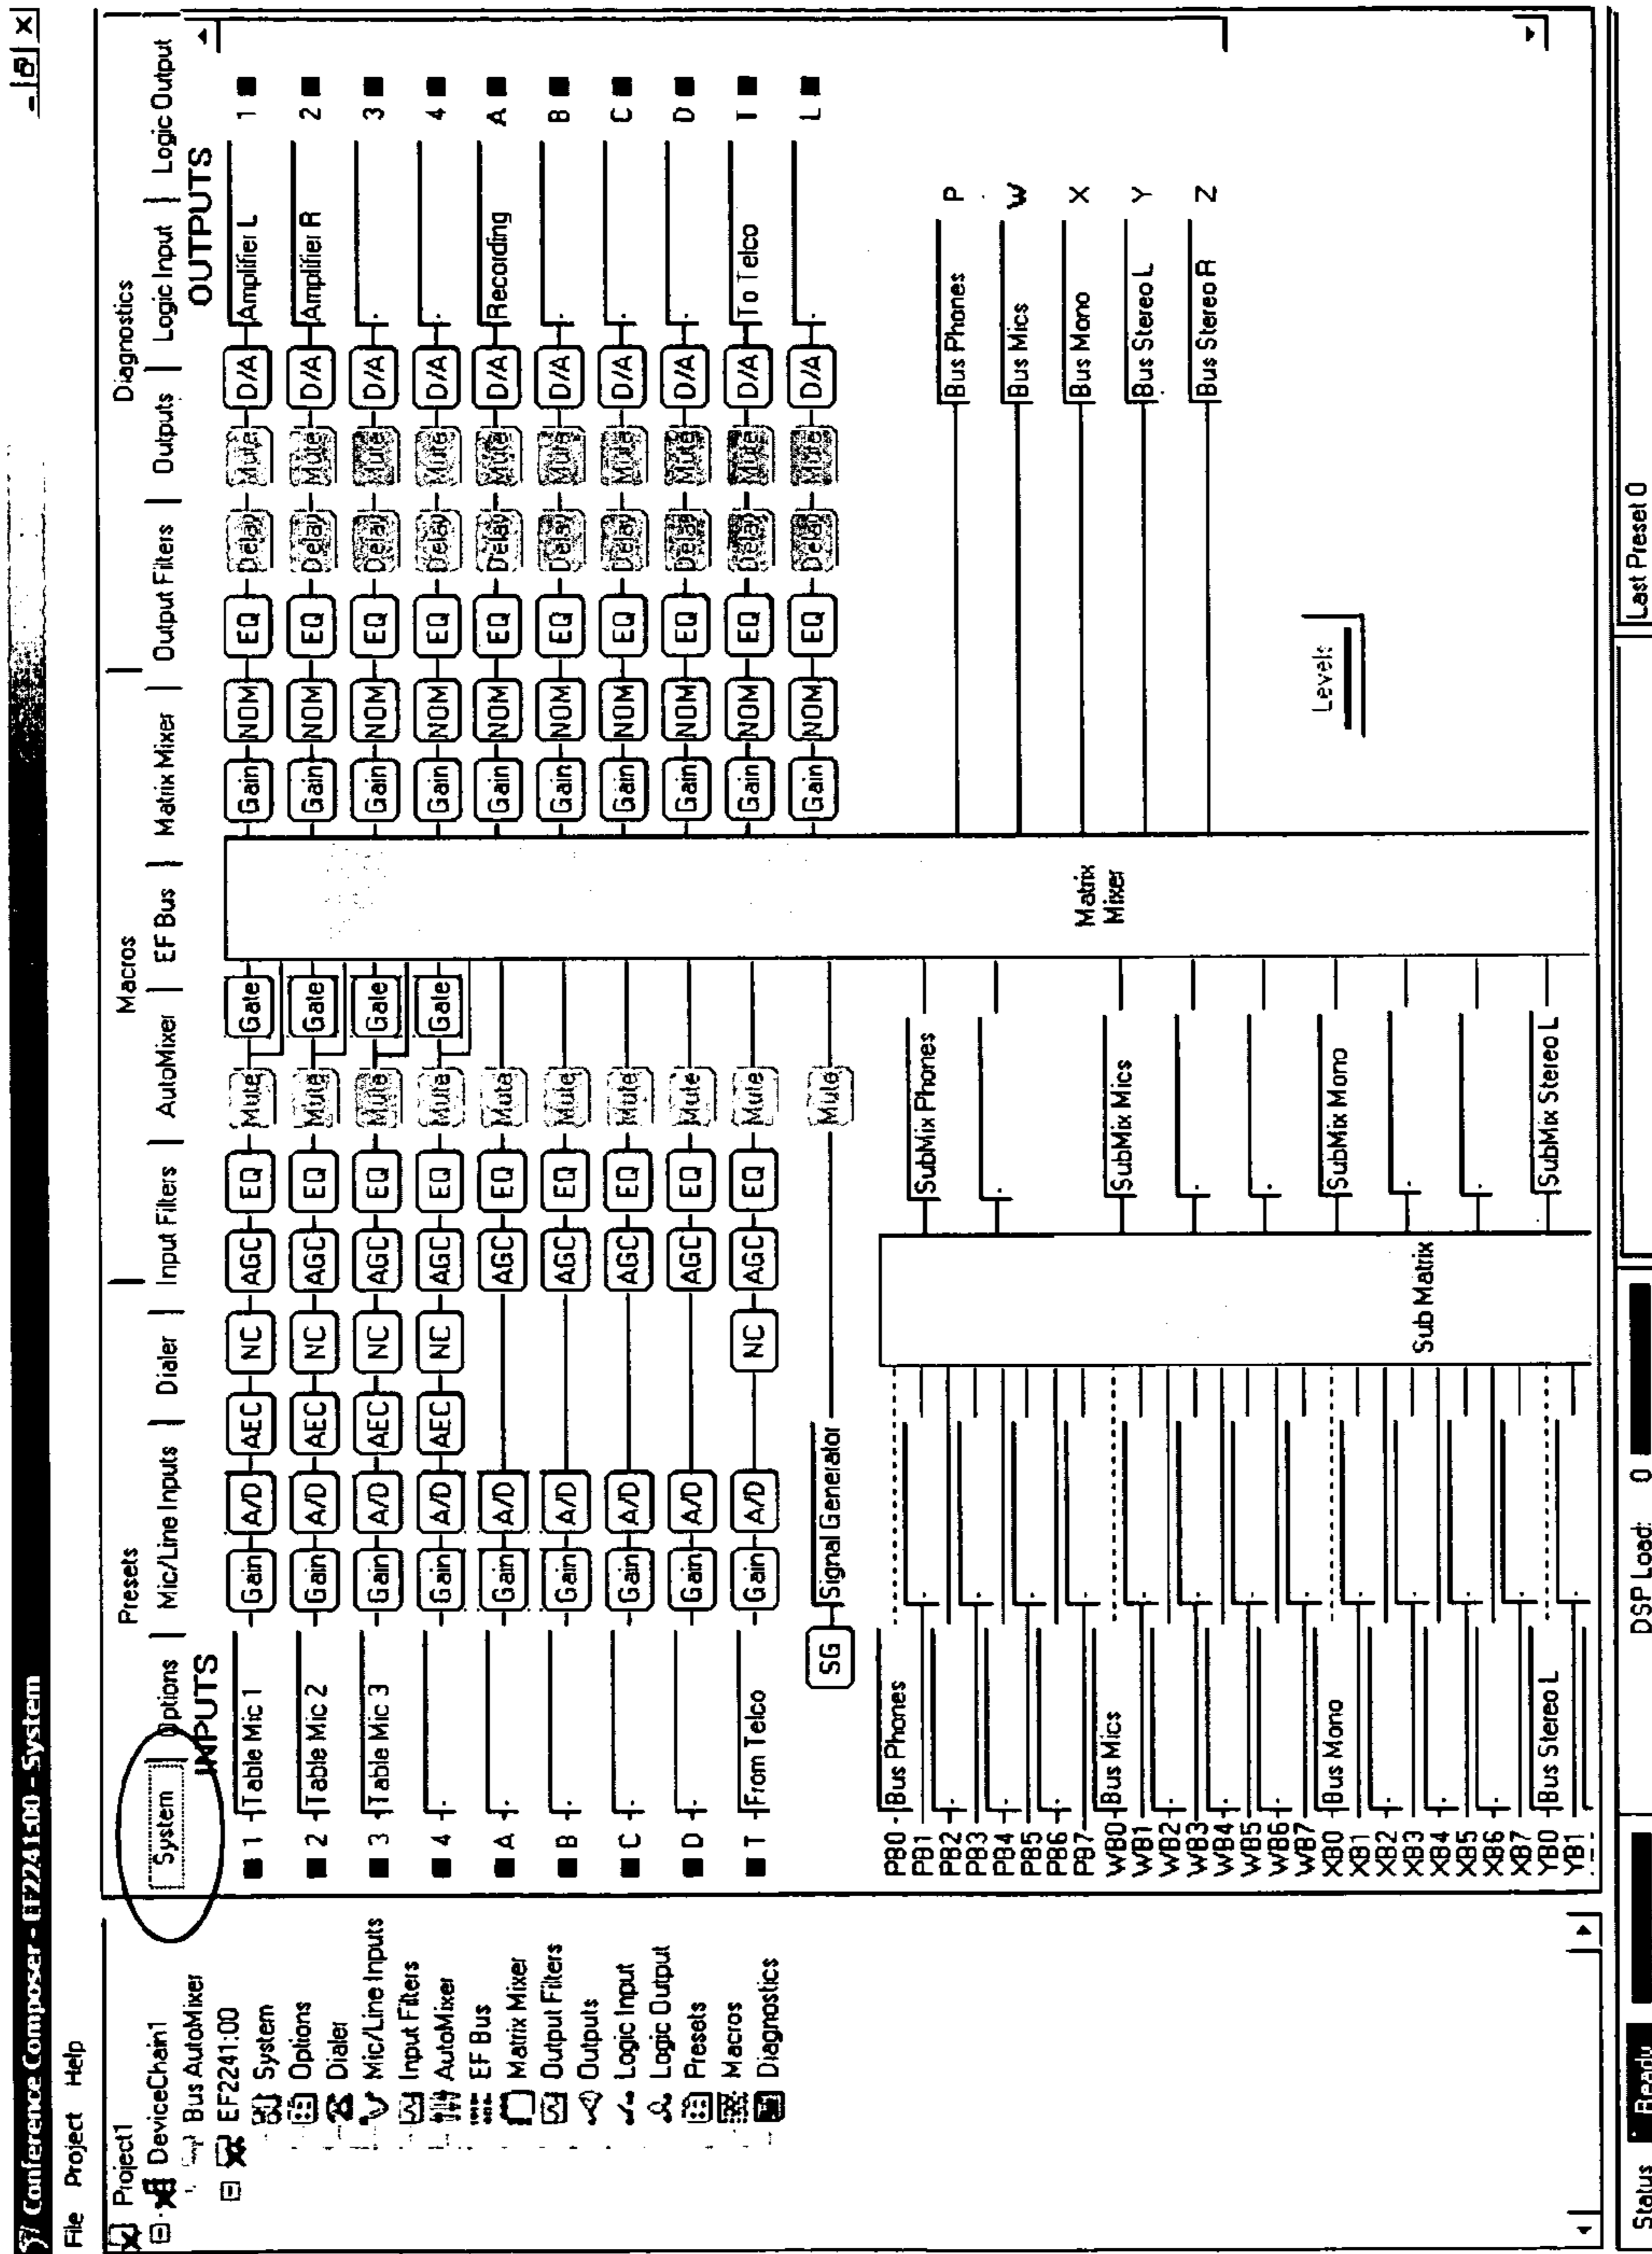 Conference Composer - EF2241:00 - System
File Project Help
Project1
DeviceChain1
Bus AutoMixer
EF2241:00
System
Options
Dialer
Mic/Line Inputs
Input Filters
AutoMixer
EF Bus
Matrix Mixer
Output Filters
Outputs
Logic Input
Logic Output
Presets
Macros
Diagnostics
Presets Macros Diagnostics
System Options Mic/Line Inputs Dialer Input Filters AutoMixer EF Bus Matrix Mixer Output Filters Outputs Logic Input Logic Output
INPUTS OUTPUTS
1 Table Mic 1 Gain A/D AEC NC AGC EQ Mute Gate Gain NOM EQ Delay Mute D/A Amplifier L 1
2 Table Mic 2 Gain A/D AEC NC AGC EQ Mute Gate Gain NOM EQ Delay Mute D/A Amplifier R 2
3 Table Mic 3 Gain A/D AEC NC AGC EQ Mute Gate Gain NOM EQ Delay Mute D/A . 3
4 . Gain A/D AEC NC AGC EQ Mute Gate Gain NOM EQ Delay Mute D/A . 4
A . Gain A/D AGC EQ Mute Gain NOM EQ Delay Mute D/A Recording A
B . Gain A/D AGC EQ Mute Gain NOM EQ Delay Mute D/A . B
C . Gain A/D AGC EQ Mute Gain NOM EQ Delay Mute D/A . C
D . Gain A/D AGC EQ Mute Gain NOM EQ Delay Mute D/A . D
T From Telco Gain A/D NC AGC EQ Mute Gain NOM EQ Delay Mute D/A To Telco T
SG Signal Generator Mute Gain NOM EQ Delay Mute D/A . L
PB0 Bus Phones
PB1 .
PB2 .
PB3 .
PB4 .
PB5 .
PB6 .
PB7 .
WB0 Bus Mics
WB1 .
WB2 .
WB3 .
WB4 .
WB5 .
WB6 .
WB7 .
XB0 Bus Mono
XB1 .
XB2 .
XB3 .
XB4 .
XB5 .
XB6 .
XB7 .
YB0 Bus Stereo L
YB1 .
Sub Matrix
SubMix Phones
.
SubMix Mics
.
.
SubMix Mono
.
.
SubMix Stereo L
Matrix
Mixer
Bus Phones P
Bus Mics W
Bus Mono X
Bus Stereo L Y
Bus Stereo R Z
Levels
Status Ready DSP Load: 0 Last Preset 0